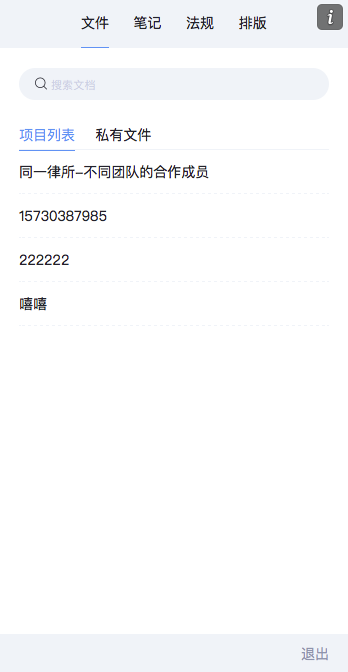 文件 笔记 法规 排版
i
搜索文档
项目列表 私有文件
同一律所-不同团队的合作成员
15730387985
222222
嘻嘻
退出